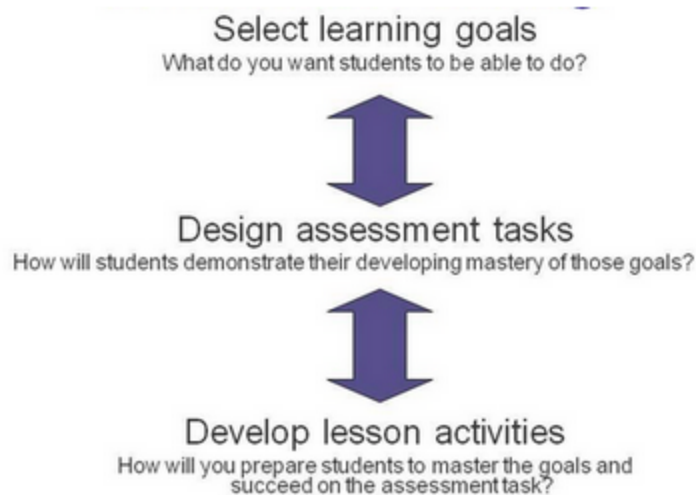 Select learning goals
What do you want students to be able to do?
Design assessment tasks
How will students demonstrate their developing mastery of those goals?
Develop lesson activities
How will you prepare students to master the goals and
succeed on the assessment task?